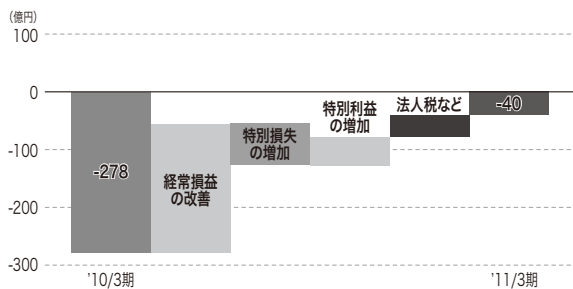 （億円）
100
0
-100
-200
-300
-278
経常損益
の改善
特別損失
の増加
特別利益
の増加
法人税など
-40
’10/3期
’11/3期